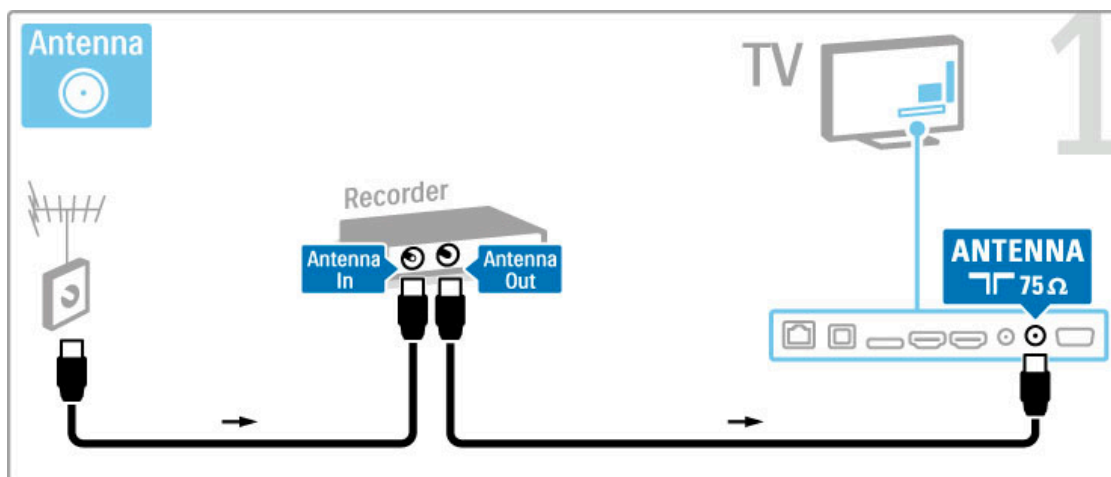 Antenna
TV
1
Recorder
Antenna
In
Antenna
Out
ANTENNA
75 Ω